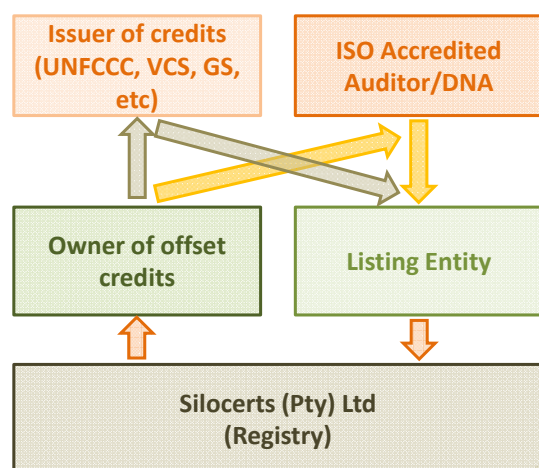 Issuer of credits
(UNFCCC, VCS, GS,
etc)
ISO Accredited
Auditor/DNA
Owner of offset
credits
Listing Entity
Silocerts (Pty) Ltd
(Registry)